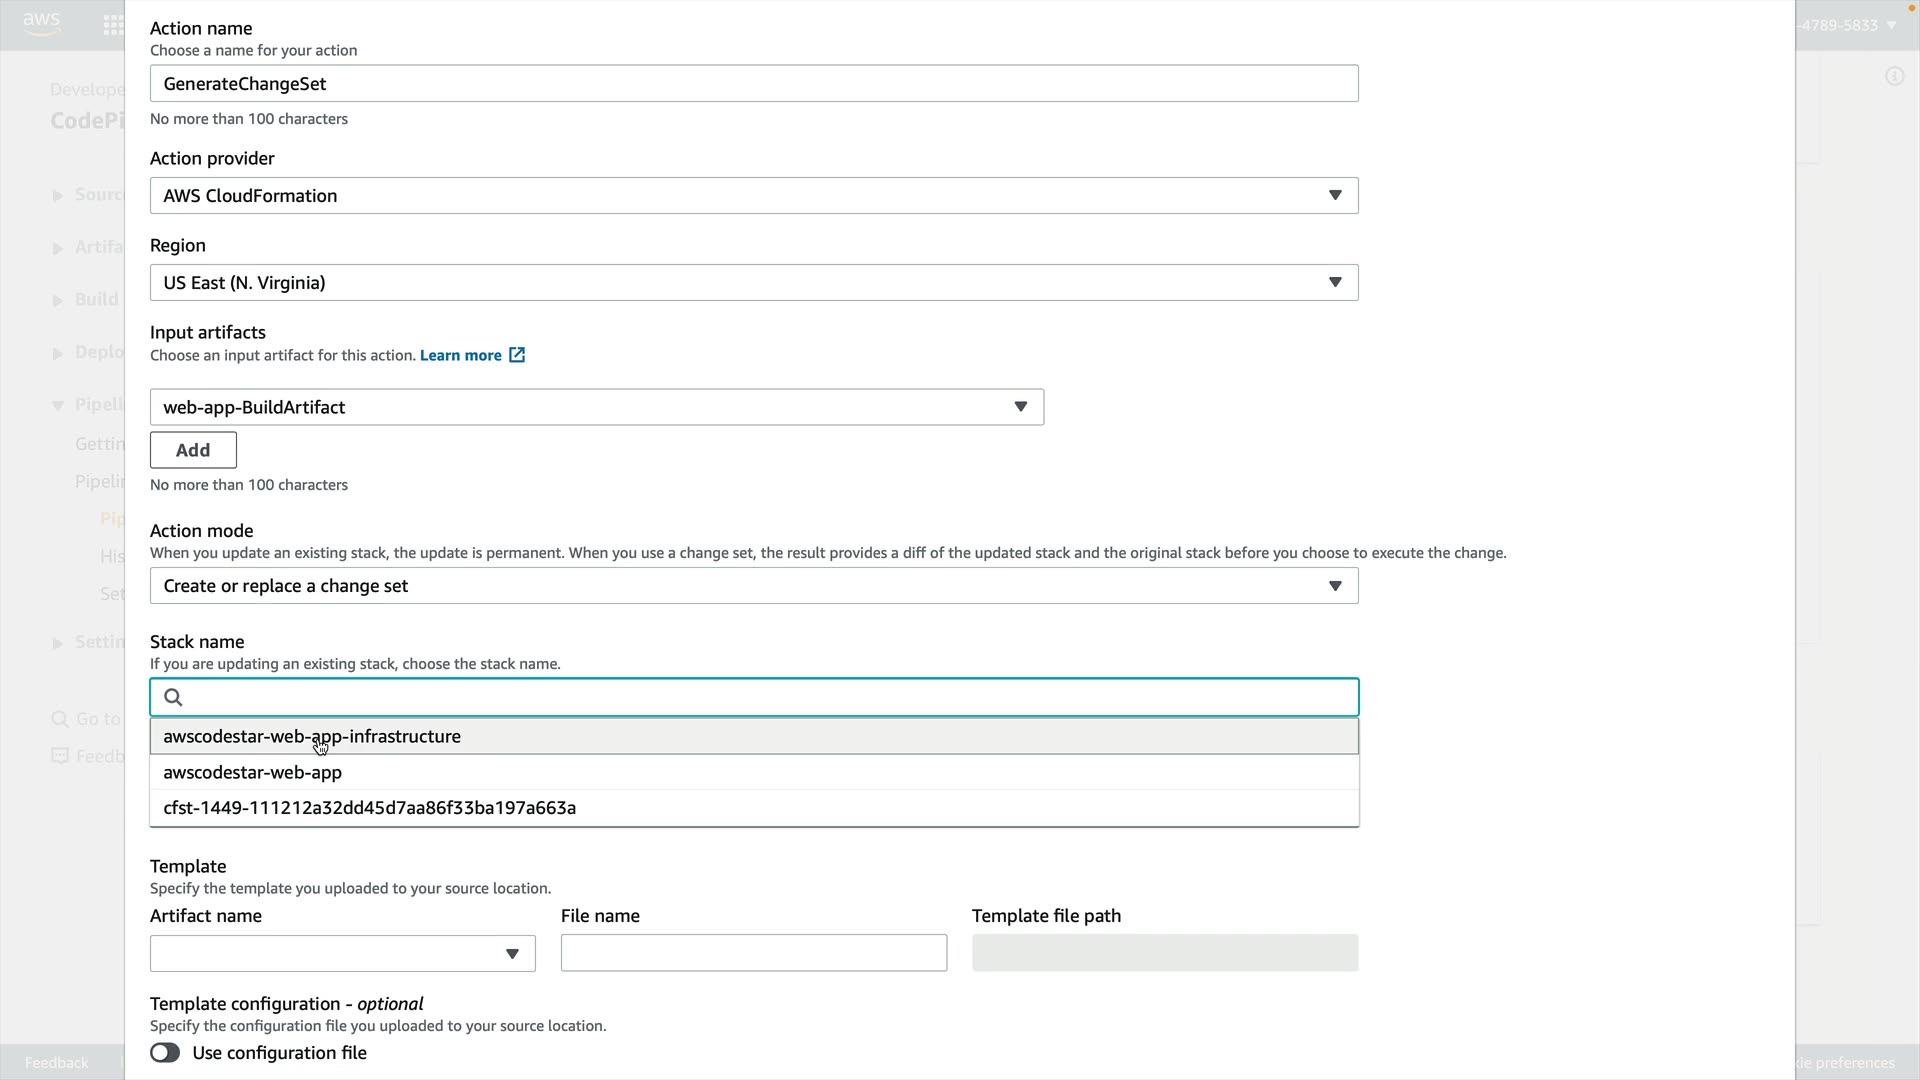 aws
-4789-5833
Action name
Choose a name for your action
GenerateChangeSet
Develope
CodePi
No more than 100 characters
Action provider
AWS CloudFormation
Sourc
Region
Artifa
US East (N. Virginia)
Build
Input artifacts
Choose an input artifact for this action. Learn more
Deplo
web-app-BuildArtifact
Pipeli
Gettin
Add
Pipelin
No more than 100 characters
Pip
Action mode
When you update an existing stack, the update is permanent. When you use a change set, the result provides a diff of the updated stack and the original stack before you choose to execute the change.
His
Create or replace a change set
Set
Stack name
Settin
If you are updating an existing stack, choose the stack name.
Go to
awscodestar-web-app-infrastructure
Feedb
awscodestar-web-app
cfst-1449-111212a32dd45d7aa86f33ba197a663a
Template
Specify the template you uploaded to your source location.
Artifact name
File name
Template file path
Template configuration - optional
Specify the configuration file you uploaded to your source location.
Use configuration file
Feedback
kie preferences